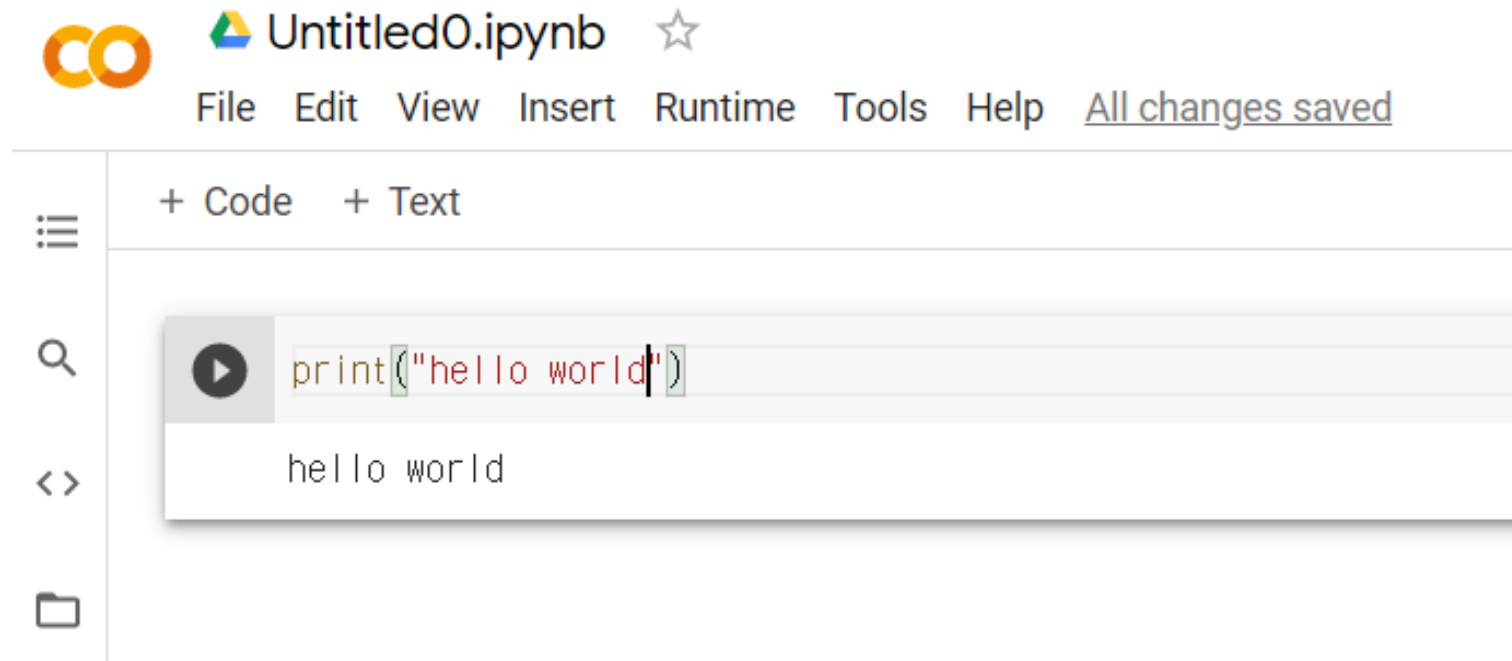 Untitled0.ipynb
File Edit View Insert Runtime Tools Help All changes saved
+ Code + Text
print("hello world")
hello world